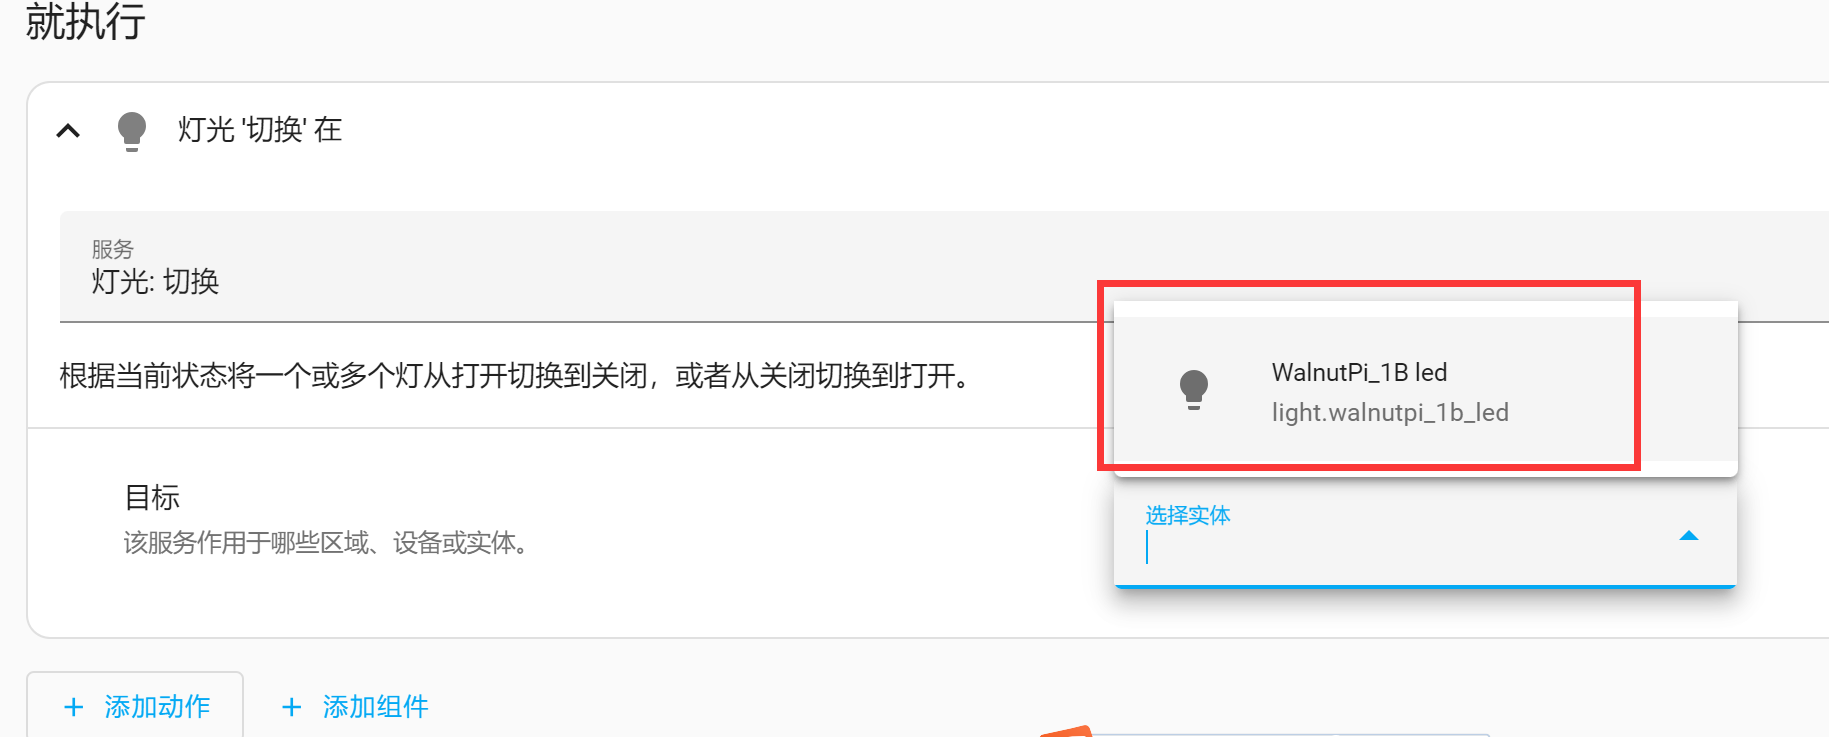 就执行
灯光 '切换' 在
服务
灯光: 切换
根据当前状态将一个或多个灯从打开切换到关闭，或者从关闭切换到打开。
WalnutPi_1B led
light.walnutpi_1b_led
目标
该服务作用于哪些区域、设备或实体。
选择实体
+ 添加动作
+ 添加组件